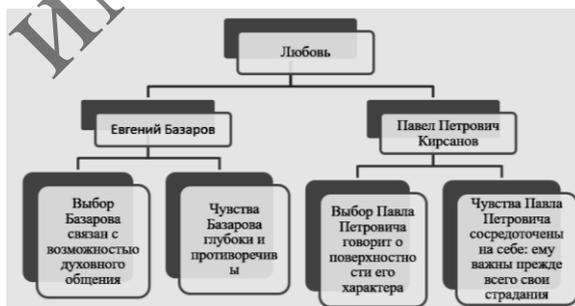 Любовь
Евгений Базаров
Павел Петрович
Кирсанов
Выбор
Базарова
связан с
возможностью
духовного
общения
Чувства
Базарова
глубоки и
противоречив
ы
Выбор Павла
Петровича
говорит о
поверхностно
сти его
характера
Чувства Павла
Петровича
сосредоточены
на себе: ему
важны прежде
всего свои
страдания